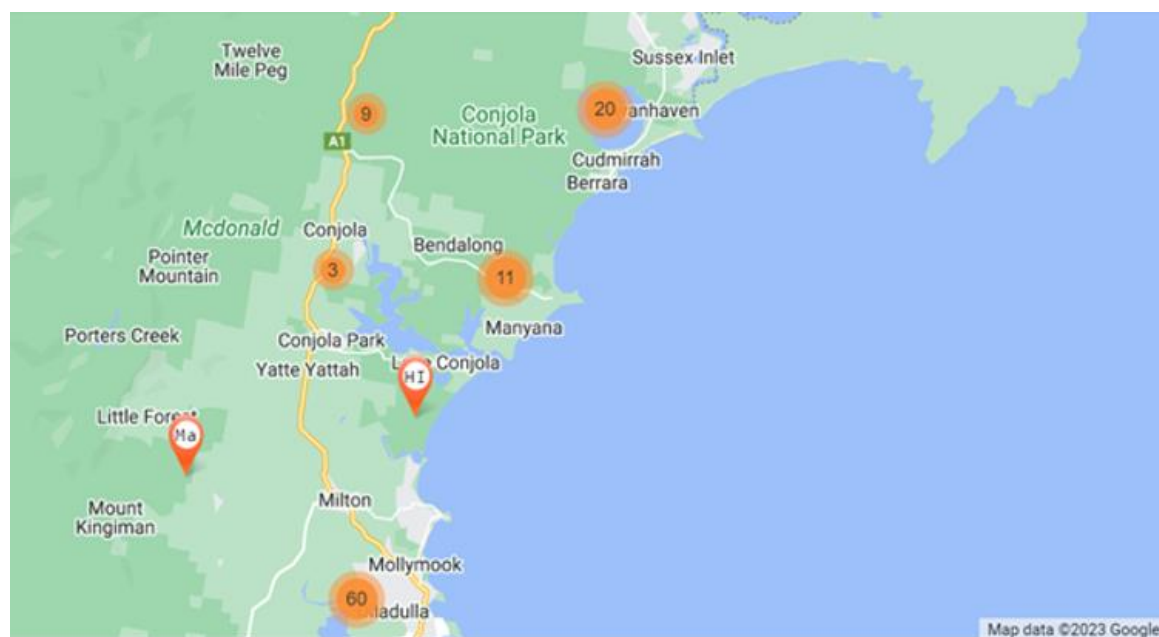 Twelve
Mile Peg
Sussex Inlet
9
Conjola
National Park
20
anhaven
A1
Cudmirrah
Berrara
Mcdonald
Conjola
Bendalong
Pointer
Mountain
3
11
Manyana
Porters Creek
Conjola Park
Conjola
Yatte Yattah
HI
Little Forest
Ma
Mount
Kingiman
Milton
Mollymook
60
ladulla
Map data ©2023 Google